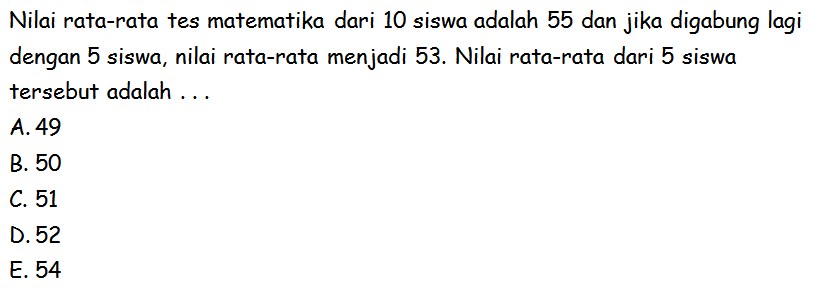 Nilai rata-rata tes matematika dari 10 siswa adalah 55 dan jika digabung lagi
dengan 5 siswa, nilai rata-rata menjadi 53. Nilai rata-rata dari 5 siswa
tersebut adalah . . .
A. 49
B. 50
C. 51
D. 52
E. 54